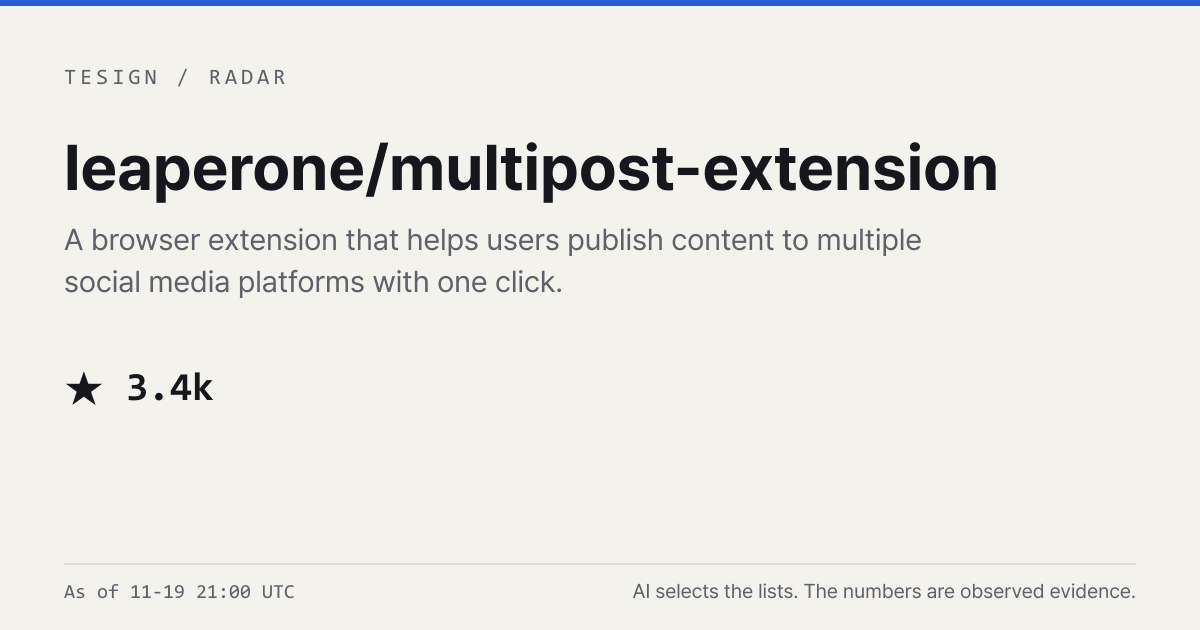 TESIGN / RADAR
leaperone/multipost-extension
A browser extension that helps users publish content to multiple
social media platforms with one click.
★ 3.4k
As of 11-19 21:00 UTC
AI selects the lists. The numbers are observed evidence.